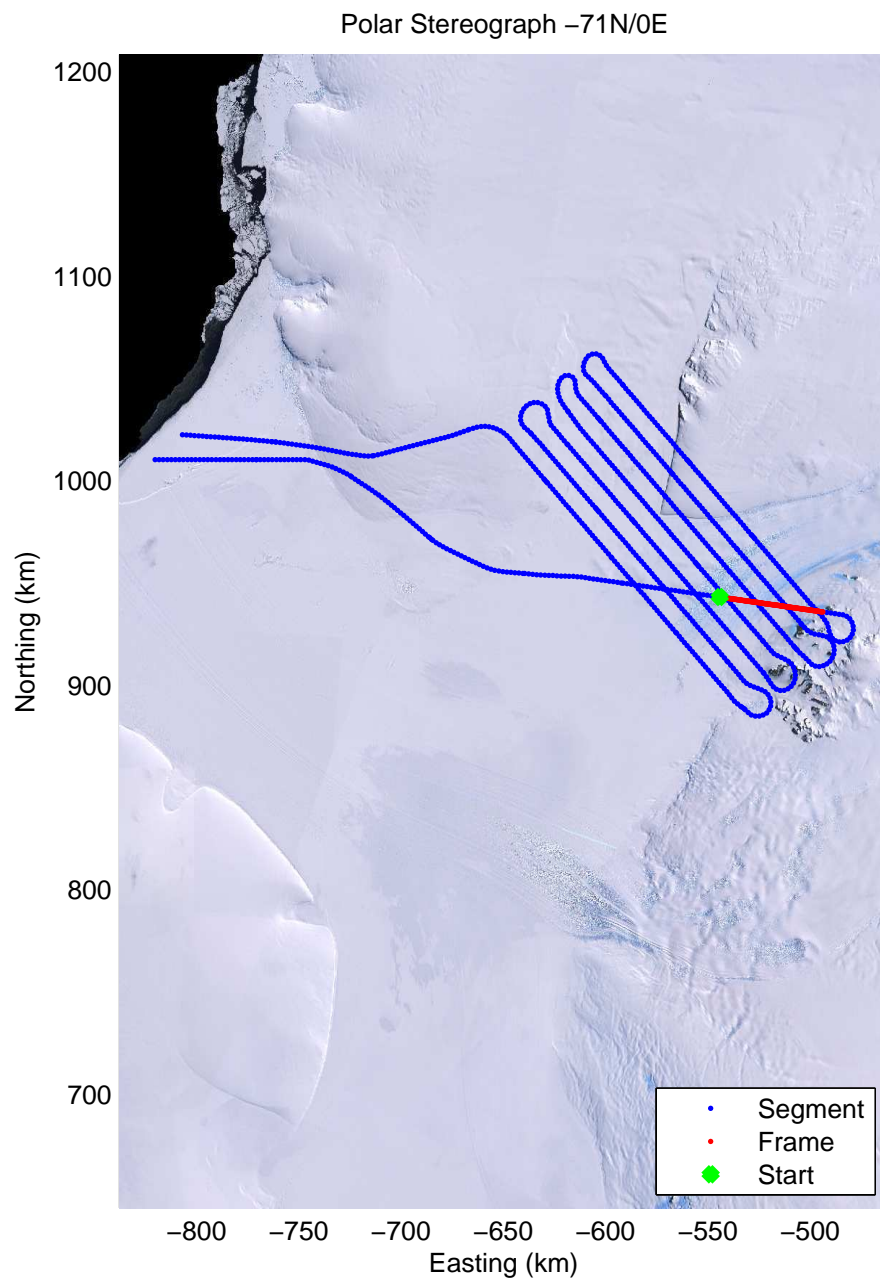 Polar Stereograph −71N/0E
1200
1100
1000
900
800
700
Northing (km)
−800 −750 −700 −650 −600 −550 −500
Easting (km)
Segment
Frame
Start